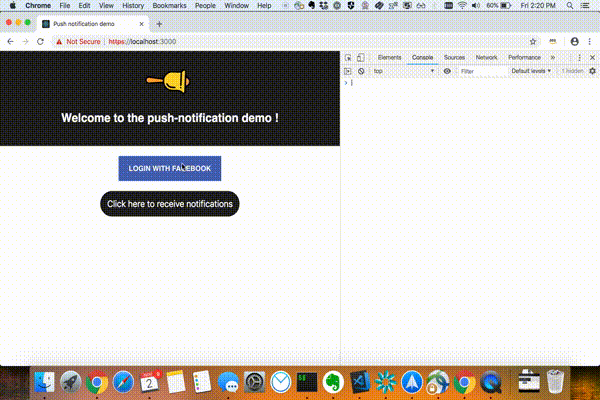 Chrome File Edit View History Bookmarks People Window Help
60% Fri 2:20 PM
Push notification demo
Not Secure https://localhost:3000
Elements Console Sources Network Performance
top Filter Default levels 1 hidden
Welcome to the push-notification demo !
LOGIN WITH FACEBOOK
Click here to receive notifications
2